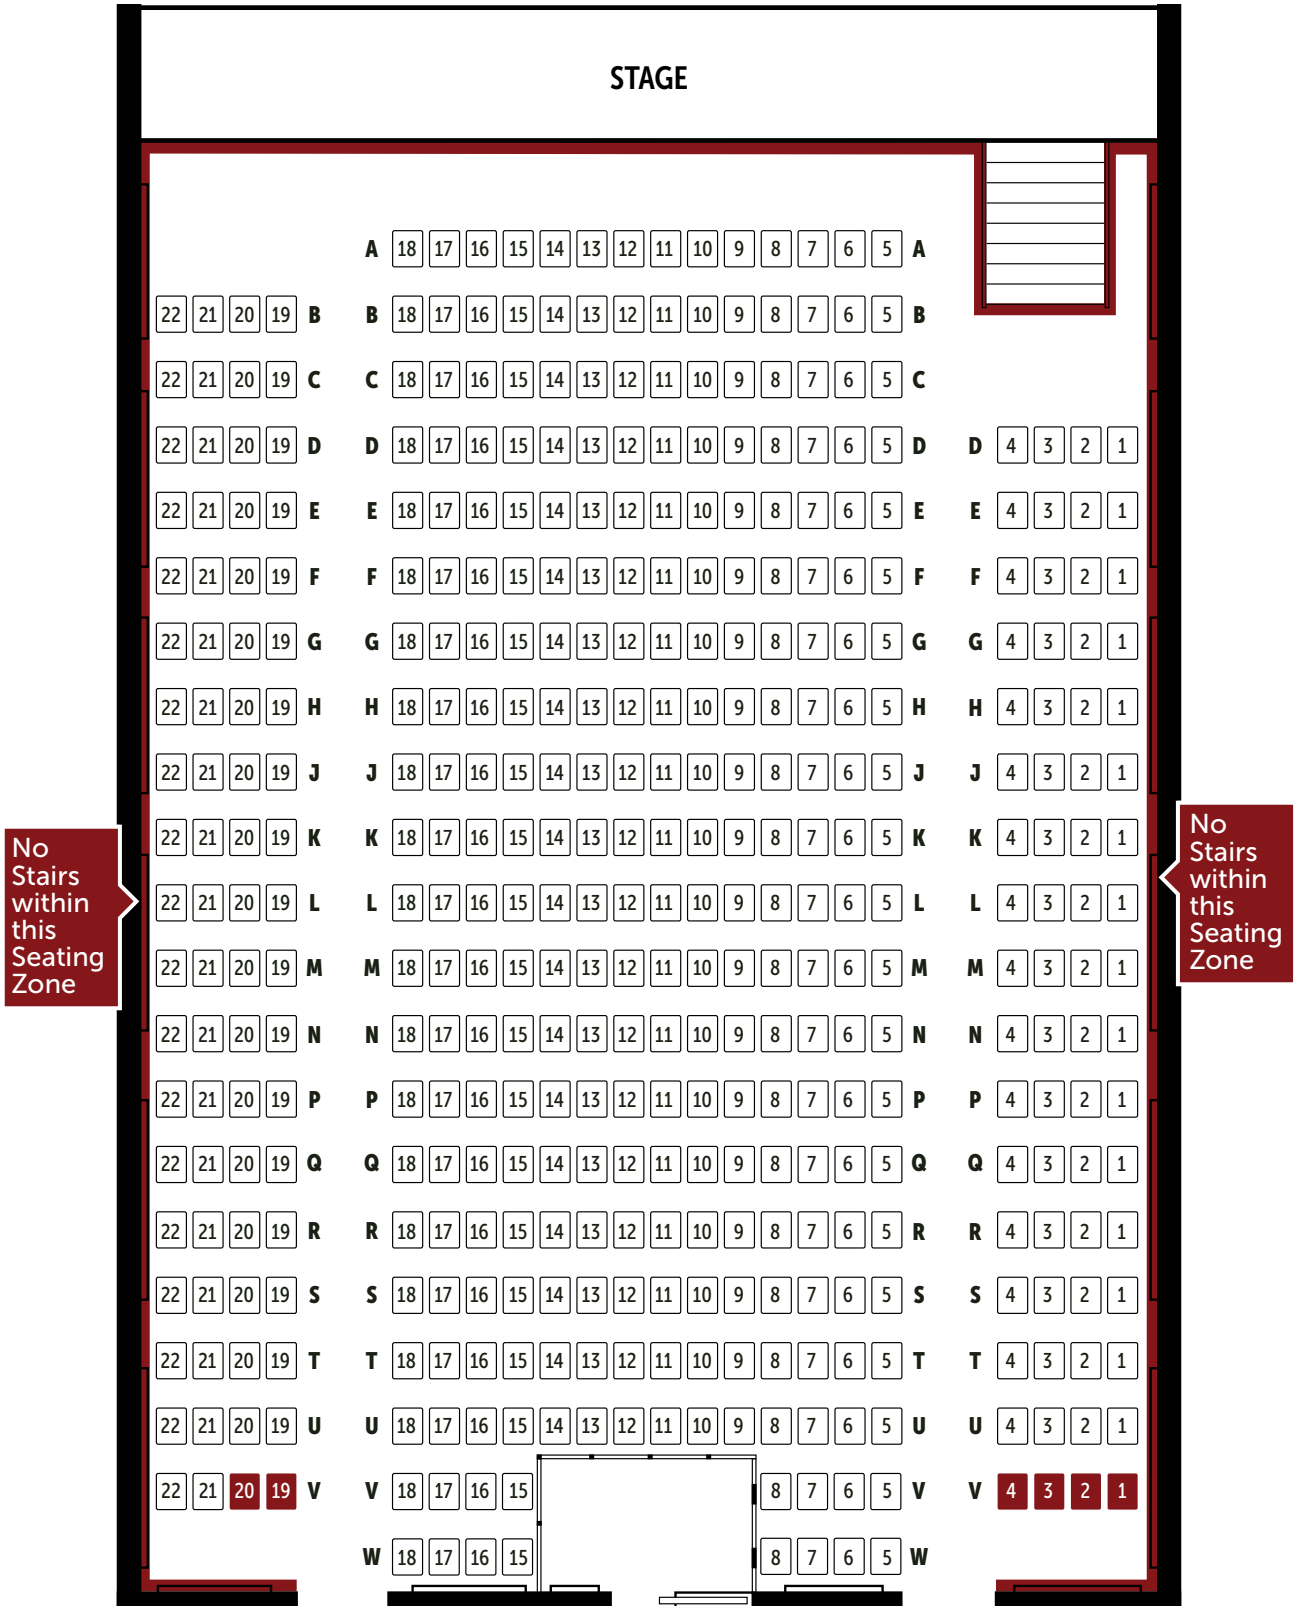 STAGE
A 18 17 16 15 14 13 12 11 10 9 8 7 6 5 A
22 21 20 19 B B 18 17 16 15 14 13 12 11 10 9 8 7 6 5 B
22 21 20 19 C C 18 17 16 15 14 13 12 11 10 9 8 7 6 5 C
22 21 20 19 D D 18 17 16 15 14 13 12 11 10 9 8 7 6 5 D D 4 3 2 1
22 21 20 19 E E 18 17 16 15 14 13 12 11 10 9 8 7 6 5 E E 4 3 2 1
22 21 20 19 F F 18 17 16 15 14 13 12 11 10 9 8 7 6 5 F F 4 3 2 1
22 21 20 19 G G 18 17 16 15 14 13 12 11 10 9 8 7 6 5 G G 4 3 2 1
22 21 20 19 H H 18 17 16 15 14 13 12 11 10 9 8 7 6 5 H H 4 3 2 1
22 21 20 19 J J 18 17 16 15 14 13 12 11 10 9 8 7 6 5 J J 4 3 2 1
22 21 20 19 K K 18 17 16 15 14 13 12 11 10 9 8 7 6 5 K K 4 3 2 1
22 21 20 19 L L 18 17 16 15 14 13 12 11 10 9 8 7 6 5 L L 4 3 2 1
22 21 20 19 M M 18 17 16 15 14 13 12 11 10 9 8 7 6 5 M M 4 3 2 1
22 21 20 19 N N 18 17 16 15 14 13 12 11 10 9 8 7 6 5 N N 4 3 2 1
22 21 20 19 P P 18 17 16 15 14 13 12 11 10 9 8 7 6 5 P P 4 3 2 1
22 21 20 19 Q Q 18 17 16 15 14 13 12 11 10 9 8 7 6 5 Q Q 4 3 2 1
22 21 20 19 R R 18 17 16 15 14 13 12 11 10 9 8 7 6 5 R R 4 3 2 1
22 21 20 19 S S 18 17 16 15 14 13 12 11 10 9 8 7 6 5 S S 4 3 2 1
22 21 20 19 T T 18 17 16 15 14 13 12 11 10 9 8 7 6 5 T T 4 3 2 1
22 21 20 19 U U 18 17 16 15 14 13 12 11 10 9 8 7 6 5 U U 4 3 2 1
22 21 20 19 V V 18 17 16 15 8 7 6 5 V V 4 3 2 1
W 18 17 16 15 8 7 6 5 W
No
Stairs
within
this
Seating
Zone
No
Stairs
within
this
Seating
Zone